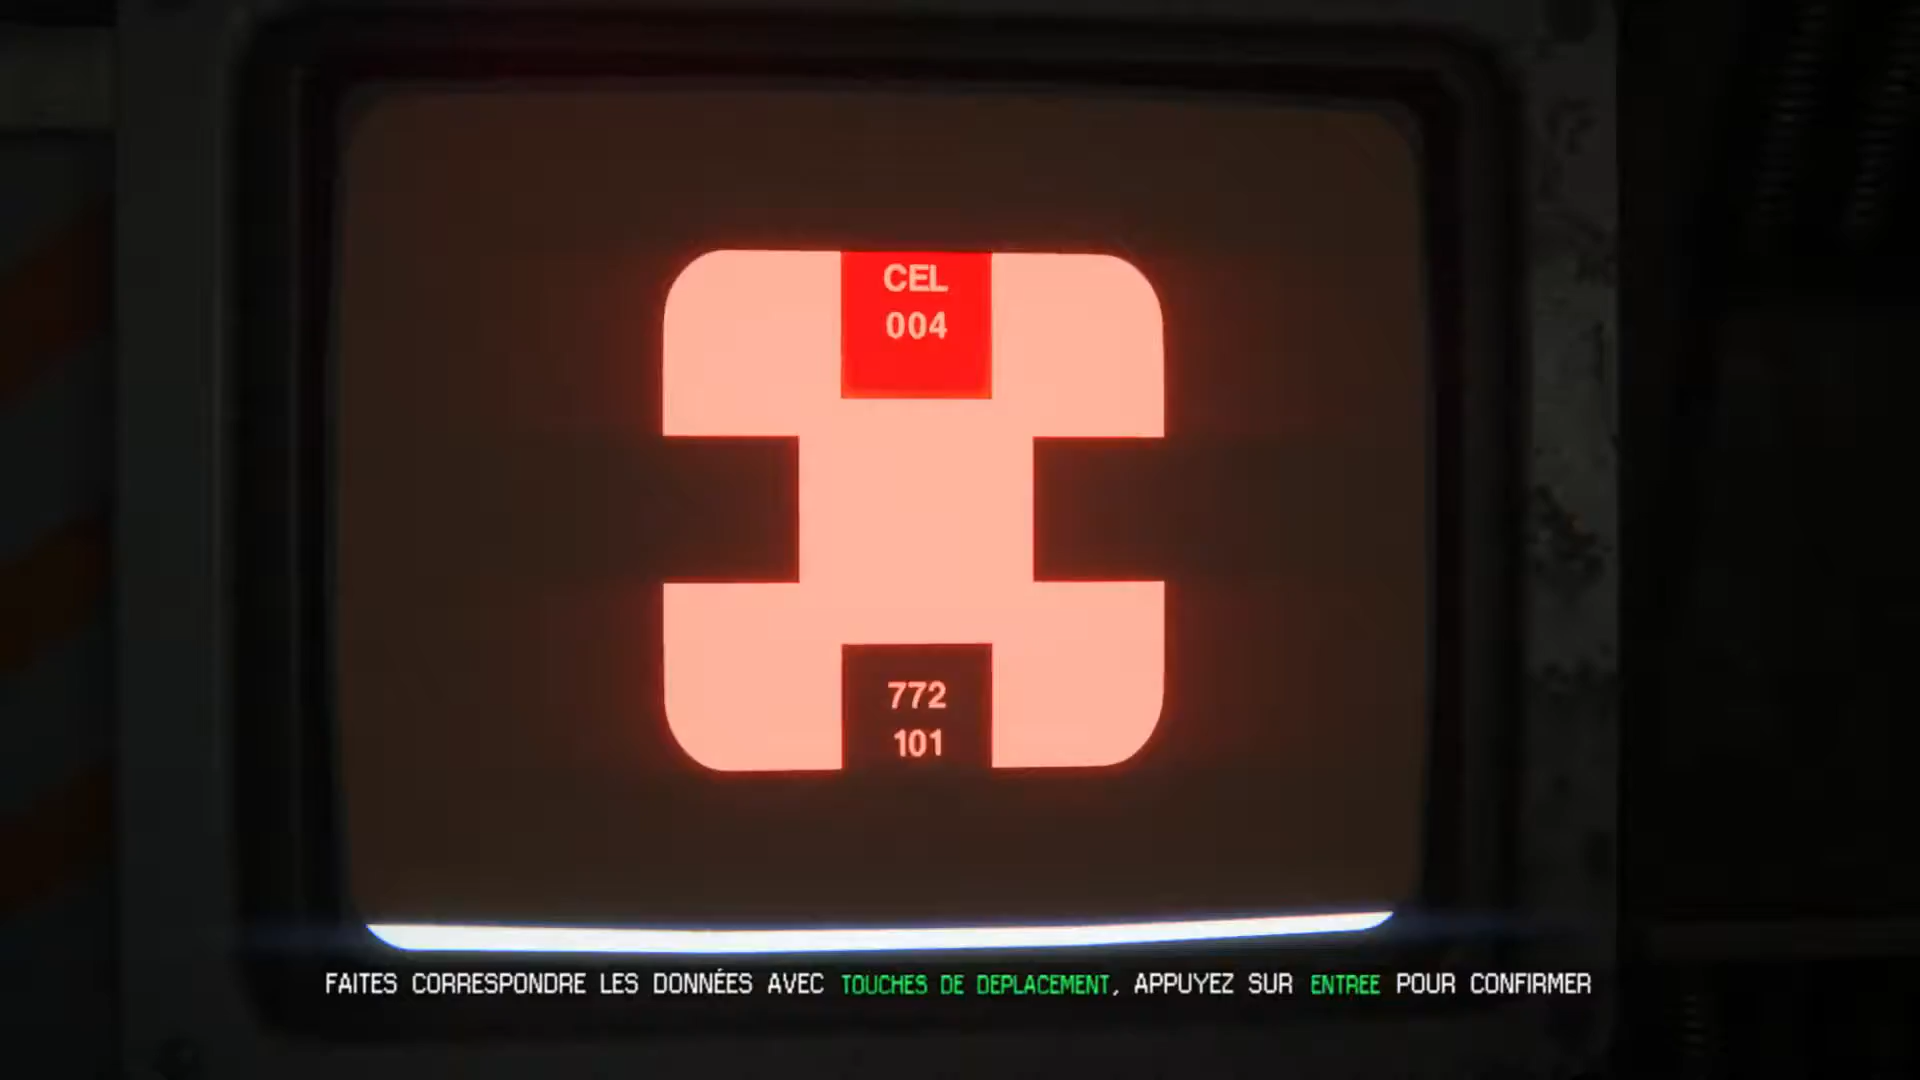 CEL
004
772
101
FAITES CORRESPONDRE LES DONNÉES AVEC TOUCHES DE DEPLACEMENT, APPUYEZ SUR ENTREE POUR CONFIRMER